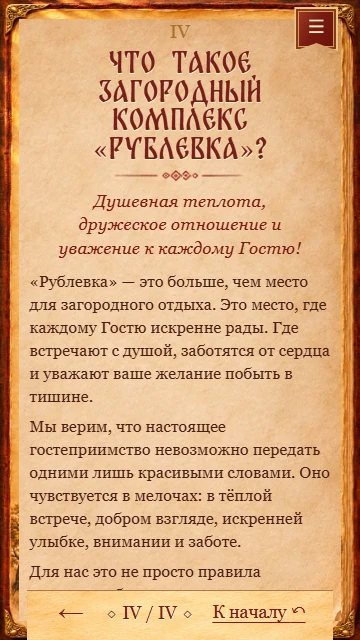 IV
ЧТО ТАКОЕ
ЗАГОРОДНЫЙ
КОМПЛЕКС
«РУБЛЕВКА»?
Душевная теплота,
дружеское отношение и
уважение к каждому Гостю!
«Рублевка» — это больше, чем место
для загородного отдыха. Это место, где
каждому Гостю искренне рады. Где
встречают с душой, заботятся от сердца
и уважают ваше желание побыть в
тишине.
Мы верим, что настоящее
гостеприимство невозможно передать
одними лишь красивыми словами. Оно
чувствуется в мелочах: в тёплой
встрече, добром взгляде, искренней
улыбке, внимании и заботе.
Для нас это не просто правила
← ◇ IV / IV ◇ К началу ↶